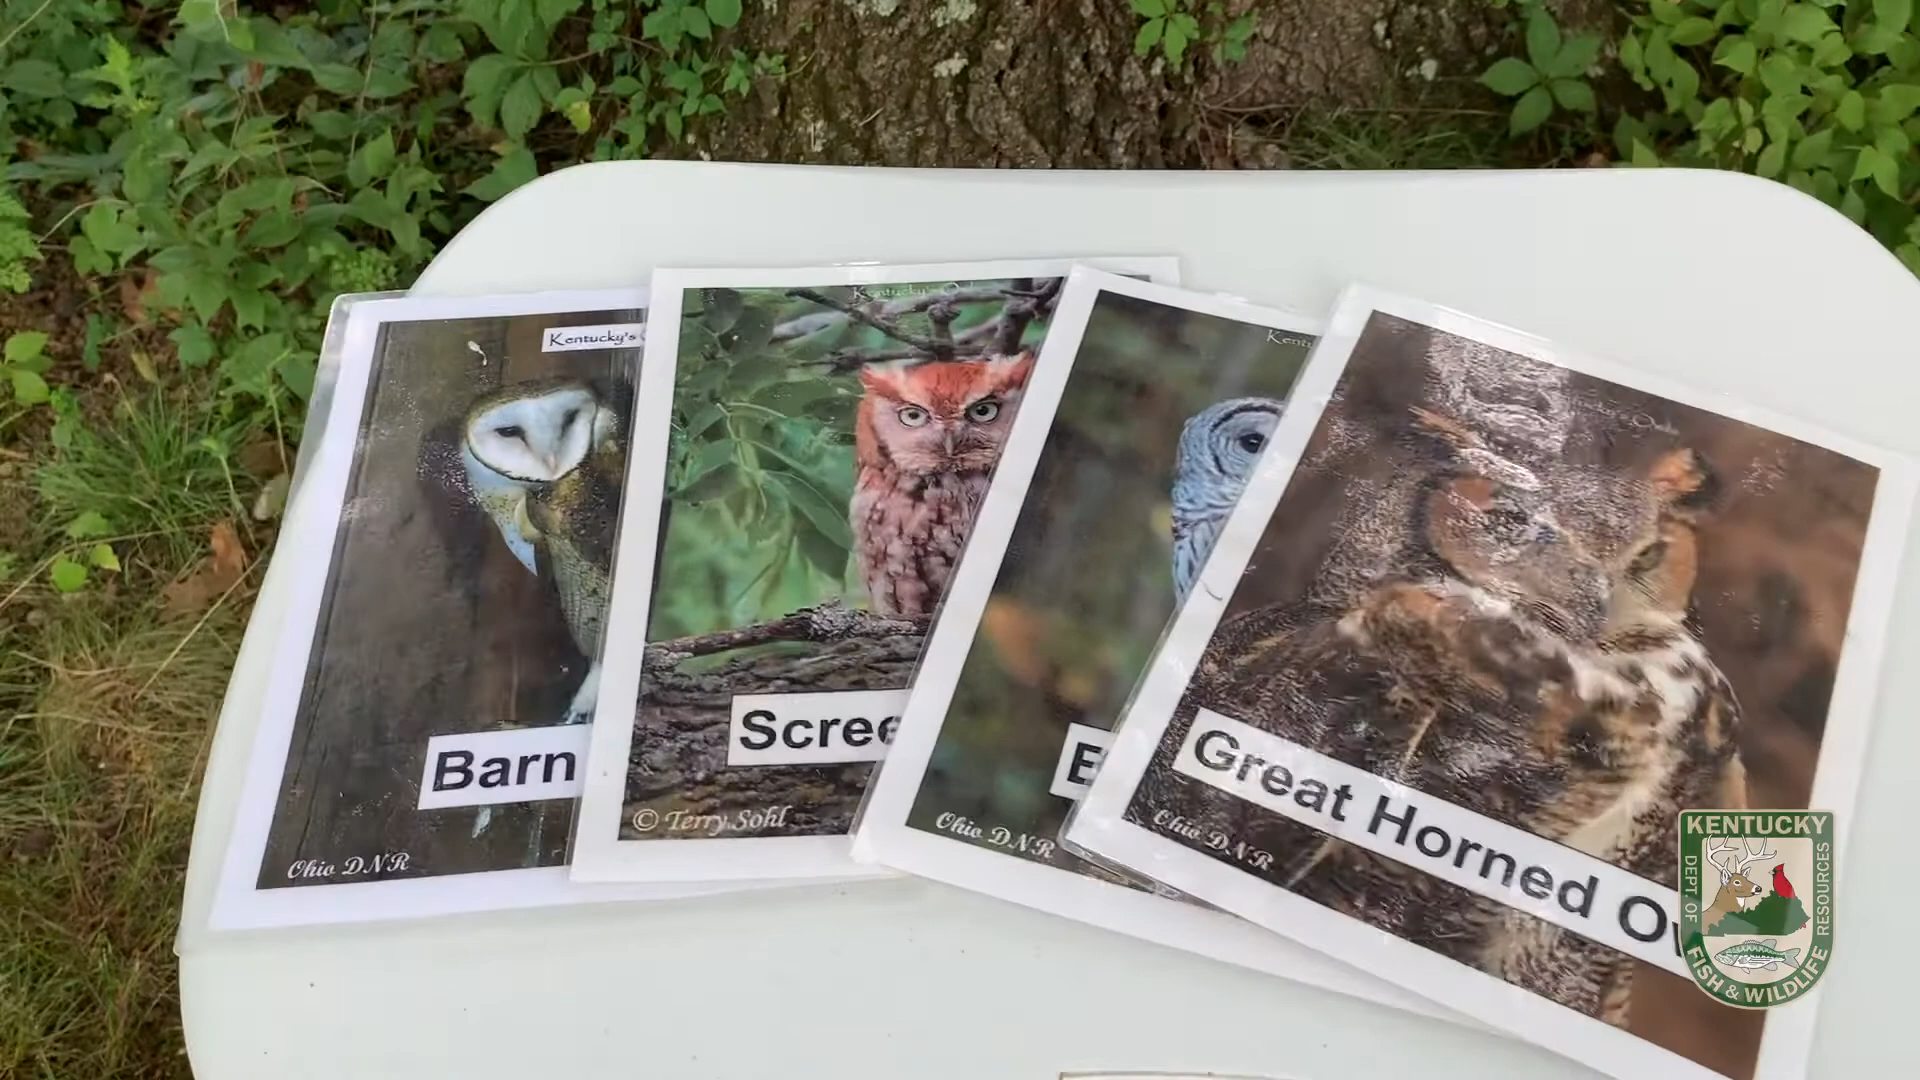 Kentucky's
Barn
Ohio DNR
Kentucky's
Scree
© Terry Sohl
Ohio DNR
Great Horned
Ohio DNR
KENTUCKY
DEPT. OF
FISH & WILDLIFE
RESOURCES